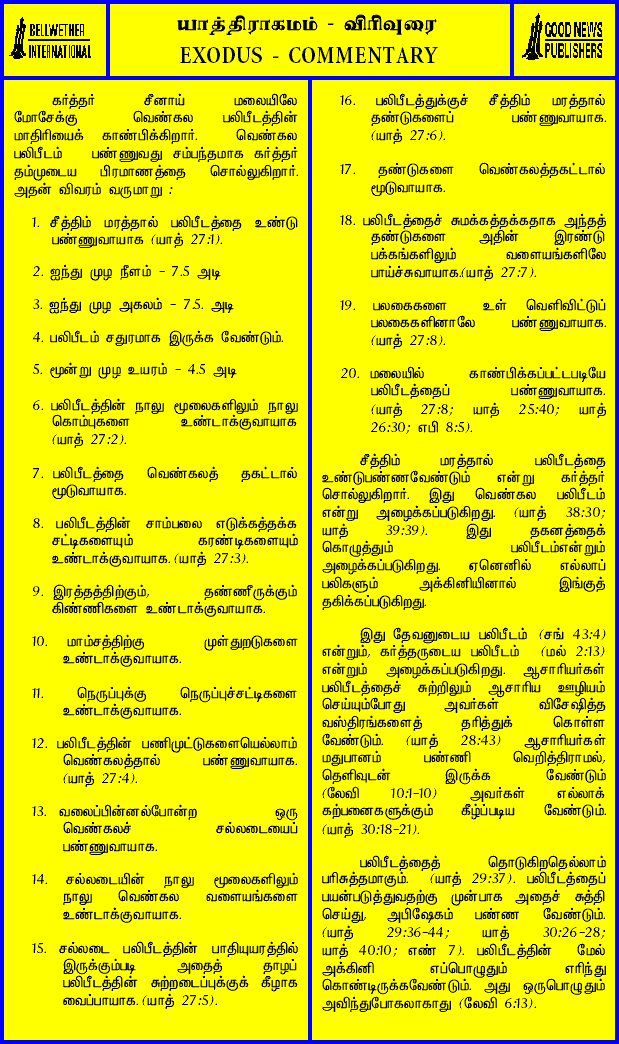 BELLWETHER
INTERNATIONAL
யாத்திராகமம் - விரிவுரை
EXODUS - COMMENTARY
GOOD NEWS
PUBLISHERS
கர்த்தர் சீனாய் மலையிலே
மோசேக்கு வெண்கல பலிபீடத்தின்
மாதிரியைக் காண்பிக்கிறார். வெண்கல
பலிபீடம் பண்ணுவது சம்பந்தமாக கர்த்தர்
தம்முடைய பிரமாணத்தை சொல்லுகிறார்.
அதன் விவரம் வருமாறு :
1. சீத்திம் மரத்தால் பலிபீடத்தை உண்டு
பண்ணுவாயாக (யாத் 27:1).
2. ஐந்து முழ நீளம் - 7.5 அடி
3. ஐந்து முழ அகலம் - 7.5. அடி
4. பலிபீடம் சதுரமாக இருக்க வேண்டும்.
5. மூன்று முழ உயரம் - 4.5 அடி
6. பலிபீடத்தின் நாலு மூலைகளிலும் நாலு
கொம்புகளை உண்டாக்குவாயாக
(யாத் 27:2).
7. பலிபீடத்தை வெண்கலத் தகட்டால்
மூடுவாயாக.
8. பலிபீடத்தின் சாம்பலை எடுக்கத்தக்க
சட்டிகளையும் கரண்டிகளையும்
உண்டாக்குவாயாக. (யாத் 27:3).
9. இரத்தத்திற்கும், தண்ணீருக்கும்
கிண்ணிகளை உண்டாக்குவாயாக.
10. மாம்சத்திற்கு முள்துறடுகளை
உண்டாக்குவாயாக.
11. நெருப்புக்கு நெருப்புச்சட்டிகளை
உண்டாக்குவாயாக.
12. பலிபீடத்தின் பணிமுட்டுகளையெல்லாம்
வெண்கலத்தால் பண்ணுவாயாக.
(யாத் 27:4).
13. வலைப்பின்னல்போன்ற ஒரு
வெண்கலச் சல்லடையைப்
பண்ணுவாயாக.
14. சல்லடையின் நாலு மூலைகளிலும்
நாலு வெண்கல வளையங்களை
உண்டாக்குவாயாக.
15. சல்லடை பலிபீடத்தின் பாதியுயரத்தில்
இருக்கும்படி அதைத் தாழப்
பலிபீடத்தின் சுற்றடைப்புக்குக் கீழாக
வைப்பாயாக. (யாத் 27:5).
16. பலிபீடத்துக்குச் சீத்திம் மரத்தால்
தண்டுகளைப் பண்ணுவாயாக.
(யாத் 27:6).
17. தண்டுகளை வெண்கலத்தகட்டால்
மூடுவாயாக.
18. பலிபீடத்தைச் சுமக்கத்தக்கதாக அந்தத்
தண்டுகளை அதின் இரண்டு
பக்கங்களிலும் வளையங்களிலே
பாய்ச்சுவாயாக.(யாத் 27:7).
19. பலகைகளை உள் வெளிவிட்டுப்
பலகைகளினாலே பண்ணுவாயாக.
(யாத் 27:8).
20. மலையில் காண்பிக்கப்பட்டபடியே
பலிபீடத்தைப் பண்ணுவாயாக.
(யாத் 27:8; யாத் 25:40; யாத்
26:30; எபி 8:5).
சீத்திம் மரத்தால் பலிபீடத்தை
உண்டுபண்ணவேண்டும் என்று கர்த்தர்
சொல்லுகிறார். இது வெண்கல பலிபீடம்
என்று அழைக்கப்படுகிறது. (யாத் 38:30;
யாத் 39:39). இது தகனத்தைக்
கொழுத்தும் பலிபீடம்என்றும்
அழைக்கப்படுகிறது. ஏனெனில் எல்லாப்
பலிகளும் அக்கினியினால் இங்குத்
தகிக்கப்படுகிறது.
இது தேவனுடைய பலிபீடம் (சங் 43:4)
என்றும், கர்த்தருடைய பலிபீடம் (மல் 2:13)
என்றும் அழைக்கப்படுகிறது. ஆசாரியர்கள்
பலிபீடத்தைச் சுற்றிலும் ஆசாரிய ஊழியம்
செய்யும்போது அவர்கள் விசேஷித்த
வஸ்திரங்களைத் தரித்துக் கொள்ள
வேண்டும். (யாத் 28:43) ஆசாரியர்கள்
மதுபானம் பண்ணி வெறித்திராமல்,
தெளிவுடன் இருக்க வேண்டும்
(லேவி 10:1-10) அவர்கள் எல்லாக்
கற்பனைகளுக்கும் கீழ்ப்படிய வேண்டும்.
(யாத் 30:18-21).
பலிபீடத்தைத் தொடுகிறதெல்லாம்
பரிசுத்தமாகும். (யாத் 29:37). பலிபீடத்தைப்
பயன்படுத்துவதற்கு முன்பாக அதைச் சுத்தி
செய்து, அபிஷேகம் பண்ண வேண்டும்.
(யாத் 29:36-44; யாத் 30:26-28;
யாத் 40:10; எண் 7). பலிபீடத்தின் மேல்
அக்கினி எப்பொழுதும் எரிந்து
கொண்டிருக்கவேண்டும். அது ஒருபொழுதும்
அவிந்துபோகலாகாது (லேவி 6:13).